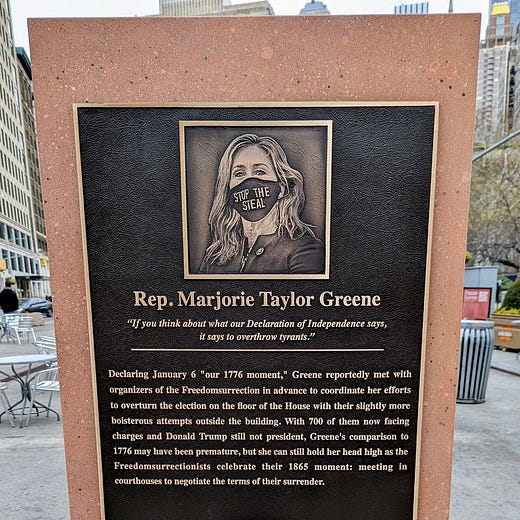 STOP THE
STEAL
Rep. Marjorie Taylor Greene
“If you think about what our Declaration of Independence says,
it says to overthrow tyrants.”
Declaring January 6 "our 1776 moment," Greene reportedly met with
organizers of the Freedomsurrection in advance to coordinate her efforts
to overturn the election on the floor of the House with their slightly more
boisterous attempts outside the building. With 700 of them now facing
charges and Donald Trump still not president, Greene's comparison to
1776 may have been premature, but she can still hold her head high as the
Freedomsurrectionists celebrate their 1865 moment: meeting in
courthouses to negotiate the terms of their surrender.